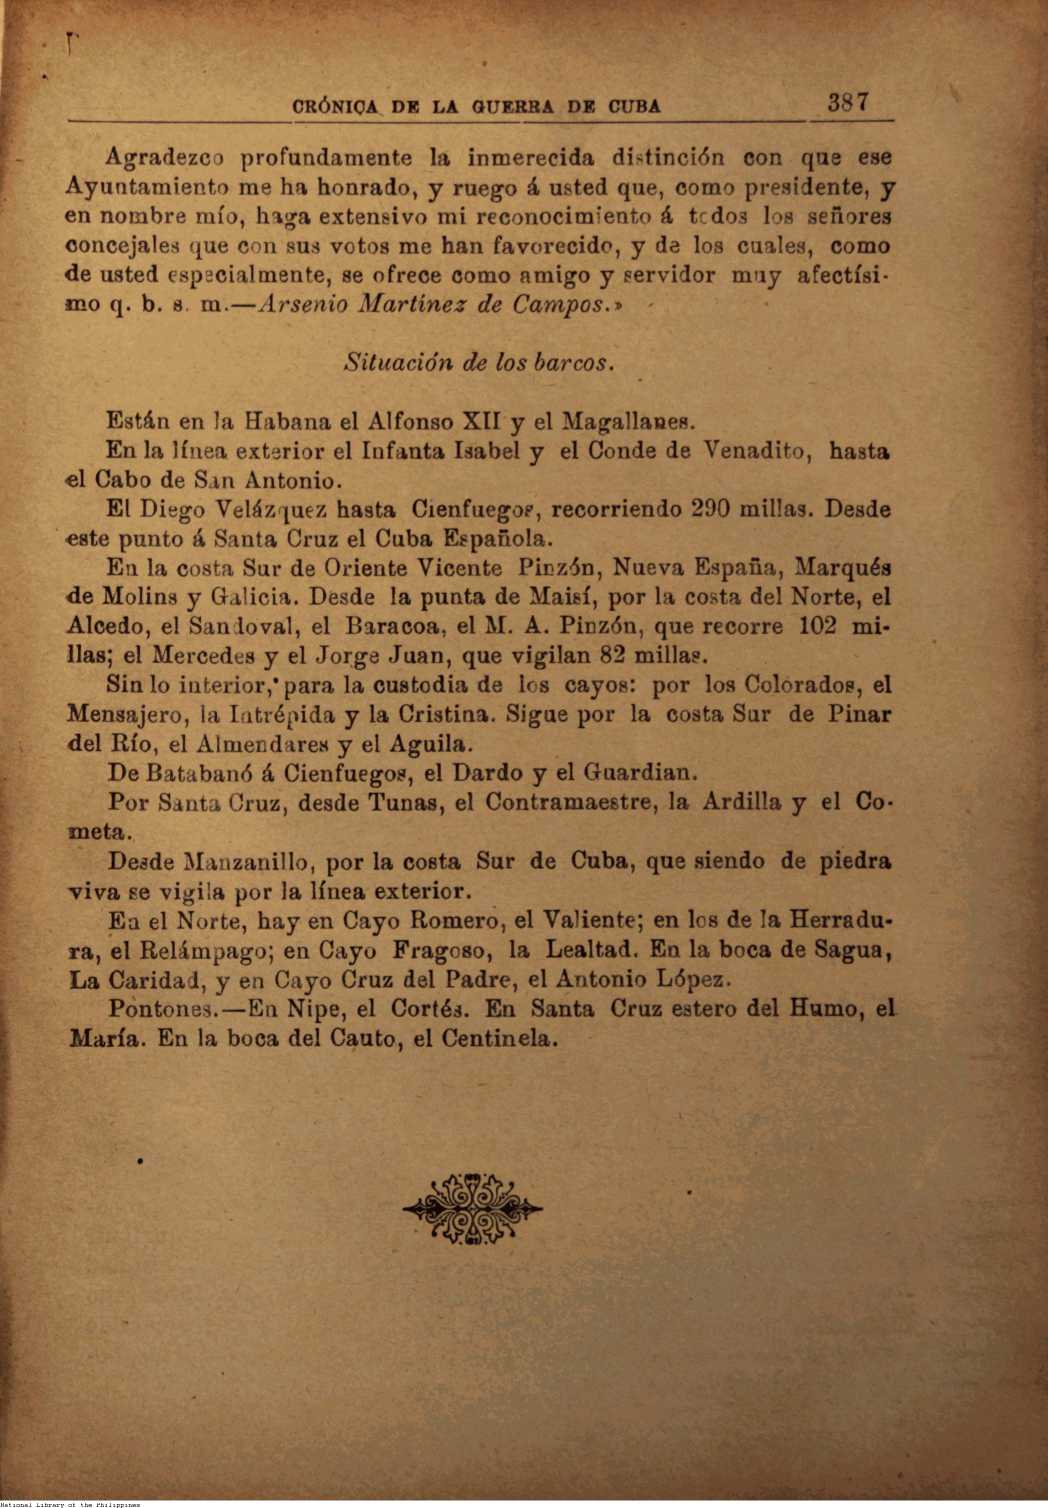 CRÓNICA DE LA GUERRA DE CUBA 387
Agradezco profundamente la inmerecida distinción con que ese
Ayuntamiento me ha honrado, y ruego á usted que, como presidente, y
en nombre mío, haga extensivo mi reconocimiento á todos los señores
concejales que con sus votos me han favorecido, y de los cuales, como
de usted especialmente, se ofrece como amigo y servidor muy afectísi-
mo q. b. s. m.—Arsenio Martínez de Campos.»
Situación de los barcos.
Están en la Habana el Alfonso XII y el Magallanes.
En la línea exterior el Infanta Isabel y el Conde de Venadito, hasta
el Cabo de San Antonio.
El Diego Velázquez hasta Cienfuegos, recorriendo 290 millas. Desde
este punto á Santa Cruz el Cuba Española.
En la costa Sur de Oriente Vicente Pinzón, Nueva España, Marqués
de Molins y Galicia. Desde la punta de Maisí, por la costa del Norte, el
Alcedo, el Sandoval, el Baracoa, el M. A. Pinzón, que recorre 102 mi-
llas; el Mercedes y el Jorge Juan, que vigilan 82 millas.
Sin lo interior, para la custodia de los cayos: por los Colorados, el
Mensajero, la Intrépida y la Cristina. Sigue por la costa Sur de Pinar
del Río, el Almendares y el Aguila.
De Batabanó á Cienfuegos, el Dardo y el Guardian.
Por Santa Cruz, desde Tunas, el Contramaestre, la Ardilla y el Co-
meta.
Desde Manzanillo, por la costa Sur de Cuba, que siendo de piedra
viva se vigila por la línea exterior.
En el Norte, hay en Cayo Romero, el Valiente; en los de la Herradu-
ra, el Relámpago; en Cayo Fragoso, la Lealtad. En la boca de Sagua,
La Caridad, y en Cayo Cruz del Padre, el Antonio López.
Pontones.—En Nipe, el Cortés. En Santa Cruz estero del Humo, el
María. En la boca del Cauto, el Centinela.
National Library of the Philippines